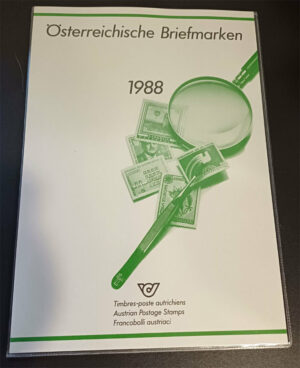 Österreichische Briefmarken
1988
Timbres-poste autrichiens
Austrian Postage Stamps
Francobolli austriaci